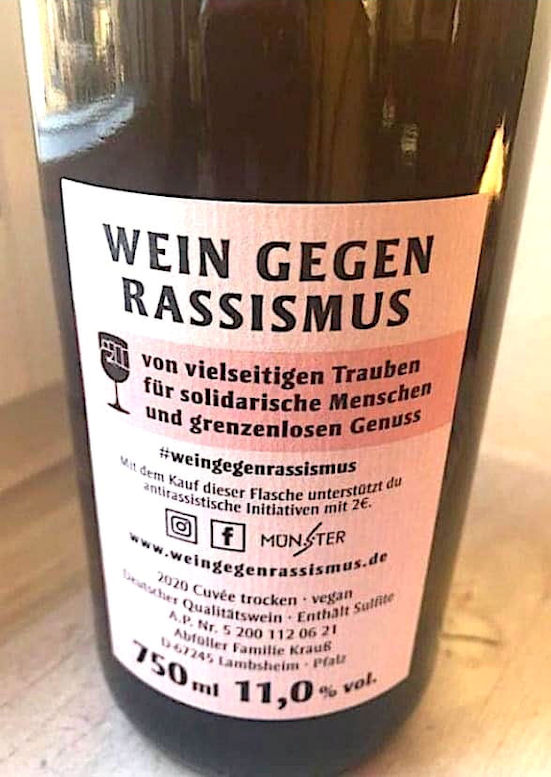 WEIN GEGEN
RASSISMUS
von vielseitigen Trauben
für solidarische Menschen
und grenzenlosen Genuss
#weingegenrassismus
Mit dem Kauf dieser Flasche unterstützt du
antirassistische Initiativen mit 2€.
f MÜNSTER
www.weingegenrassismus.de
2020 Cuvée trocken · vegan
Deutscher Qualitätswein · Enthält Sulfite
A.P. Nr. 5 200 112 06 21
Abfüller Familie Krauß
D-67245 Lambsheim · Pfalz
750 ml 11,0 % vol.